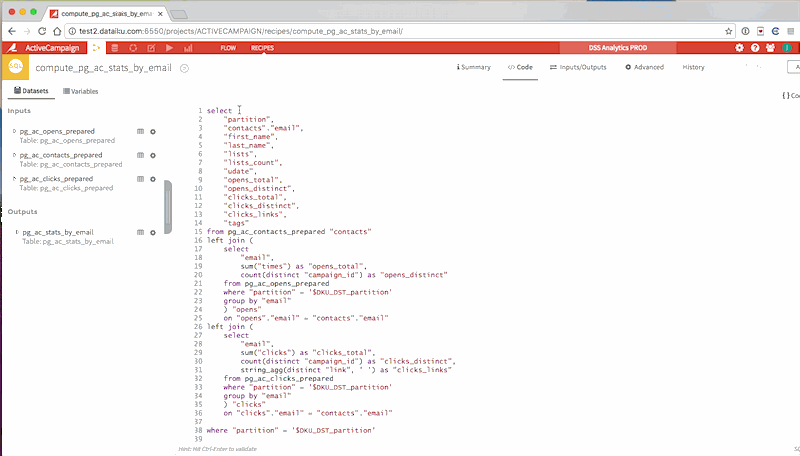 compute_pg_ac_stats_by_email
test2.dataiku.com:6550/projects/ACTIVECAMPAIGN/recipes/compute_pg_ac_stats_by_email/
ActiveCampaign FLOW RECIPES DSS Analytics PROD
compute_pg_ac_stats_by_email Summary </> Code Inputs/Outputs Advanced History
Datasets Variables
{ } Co
Inputs
pg_ac_opens_prepared
Table: pg_ac_opens_prepared
pg_ac_contacts_prepared
Table: pg_ac_contacts_prepared
pg_ac_clicks_prepared
Table: pg_ac_clicks_prepared
Outputs
pg_ac_stats_by_email
Table: pg_ac_stats_by_email
1 select
2 "partition",
3 "contacts"."email",
4 "first_name",
5 "last_name",
6 "lists",
7 "lists_count",
8 "udate",
9 "opens_total",
10 "opens_distinct",
11 "clicks_total",
12 "clicks_distinct",
13 "clicks_links",
14 "tags"
15 from pg_ac_contacts_prepared "contacts"
16 left join (
17 select
18 "email",
19 sum("times") as "opens_total",
20 count(distinct "campaign_id") as "opens_distinct"
21 from pg_ac_opens_prepared
22 where "partition" = '$DKU_DST_partition'
23 group by "email"
24 ) "opens"
25 on "opens"."email" = "contacts"."email"
26 left join (
27 select
28 "email",
29 sum("clicks") as "clicks_total",
30 count(distinct "campaign_id") as "clicks_distinct",
31 string_agg(distinct "link", ' ') as "clicks_links"
32 from pg_ac_clicks_prepared
33 where "partition" = '$DKU_DST_partition'
34 group by "email"
35 ) "clicks"
36 on "clicks"."email" = "contacts"."email"
37
38 where "partition" = '$DKU_DST_partition'
39
Hint: Hit Ctrl-Enter to validate